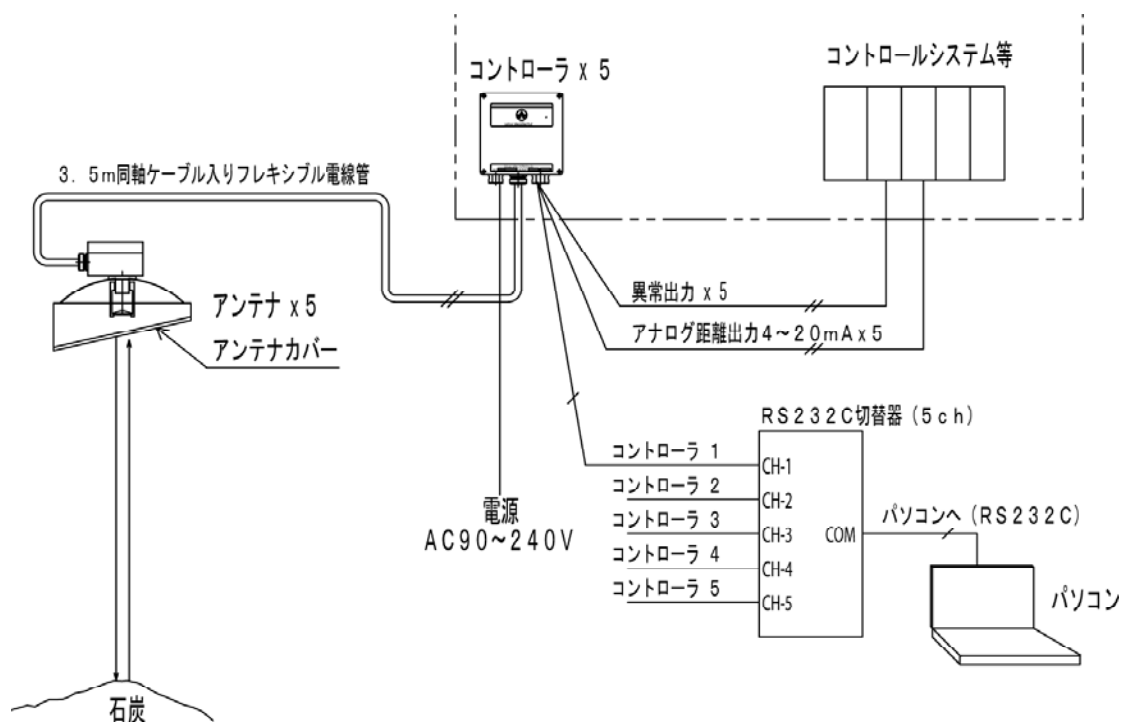 コントローラ x 5
コントロールシステム等
3．5m同軸ケーブル入りフレキシブル電線管
アンテナ x 5
アンテナカバー
異常出力 x 5
アナログ距離出力4～20mA x 5
RS232C切替器（5ch）
コントローラ 1
CH-1
コントローラ 2
CH-2
コントローラ 3
CH-3
コントローラ 4
CH-4
コントローラ 5
CH-5
COM
電源
AC90～240V
パソコンへ（RS232C）
パソコン
石炭